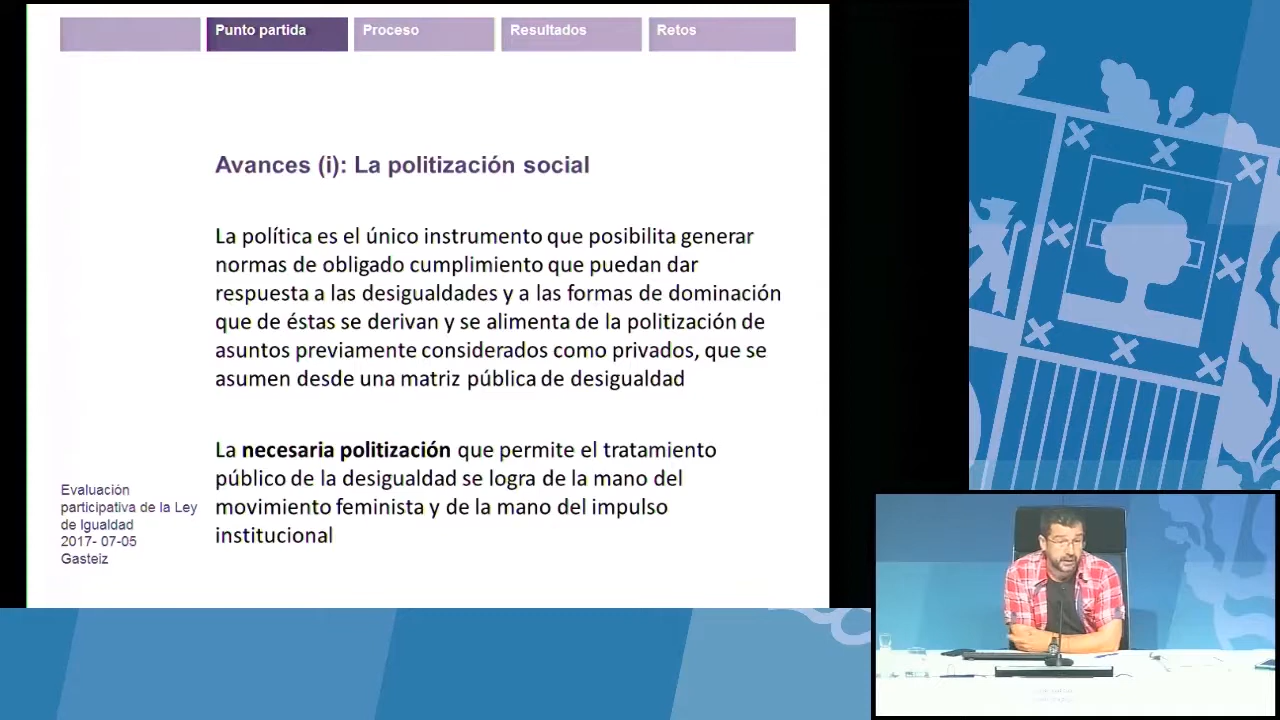 Punto partida
Proceso
Resultados
Retos
Avances (i): La politización social
La política es el único instrumento que posibilita generar
normas de obligado cumplimiento que puedan dar
respuesta a las desigualdades y a las formas de dominación
que de éstas se derivan y se alimenta de la politización de
asuntos previamente considerados como privados, que se
asumen desde una matriz pública de desigualdad
La necesaria politización que permite el tratamiento
público de la desigualdad se logra de la mano del
movimiento feminista y de la mano del impulso
institucional
Evaluación
participativa de la Ley
de Igualdad
2017- 07-05
Gasteiz